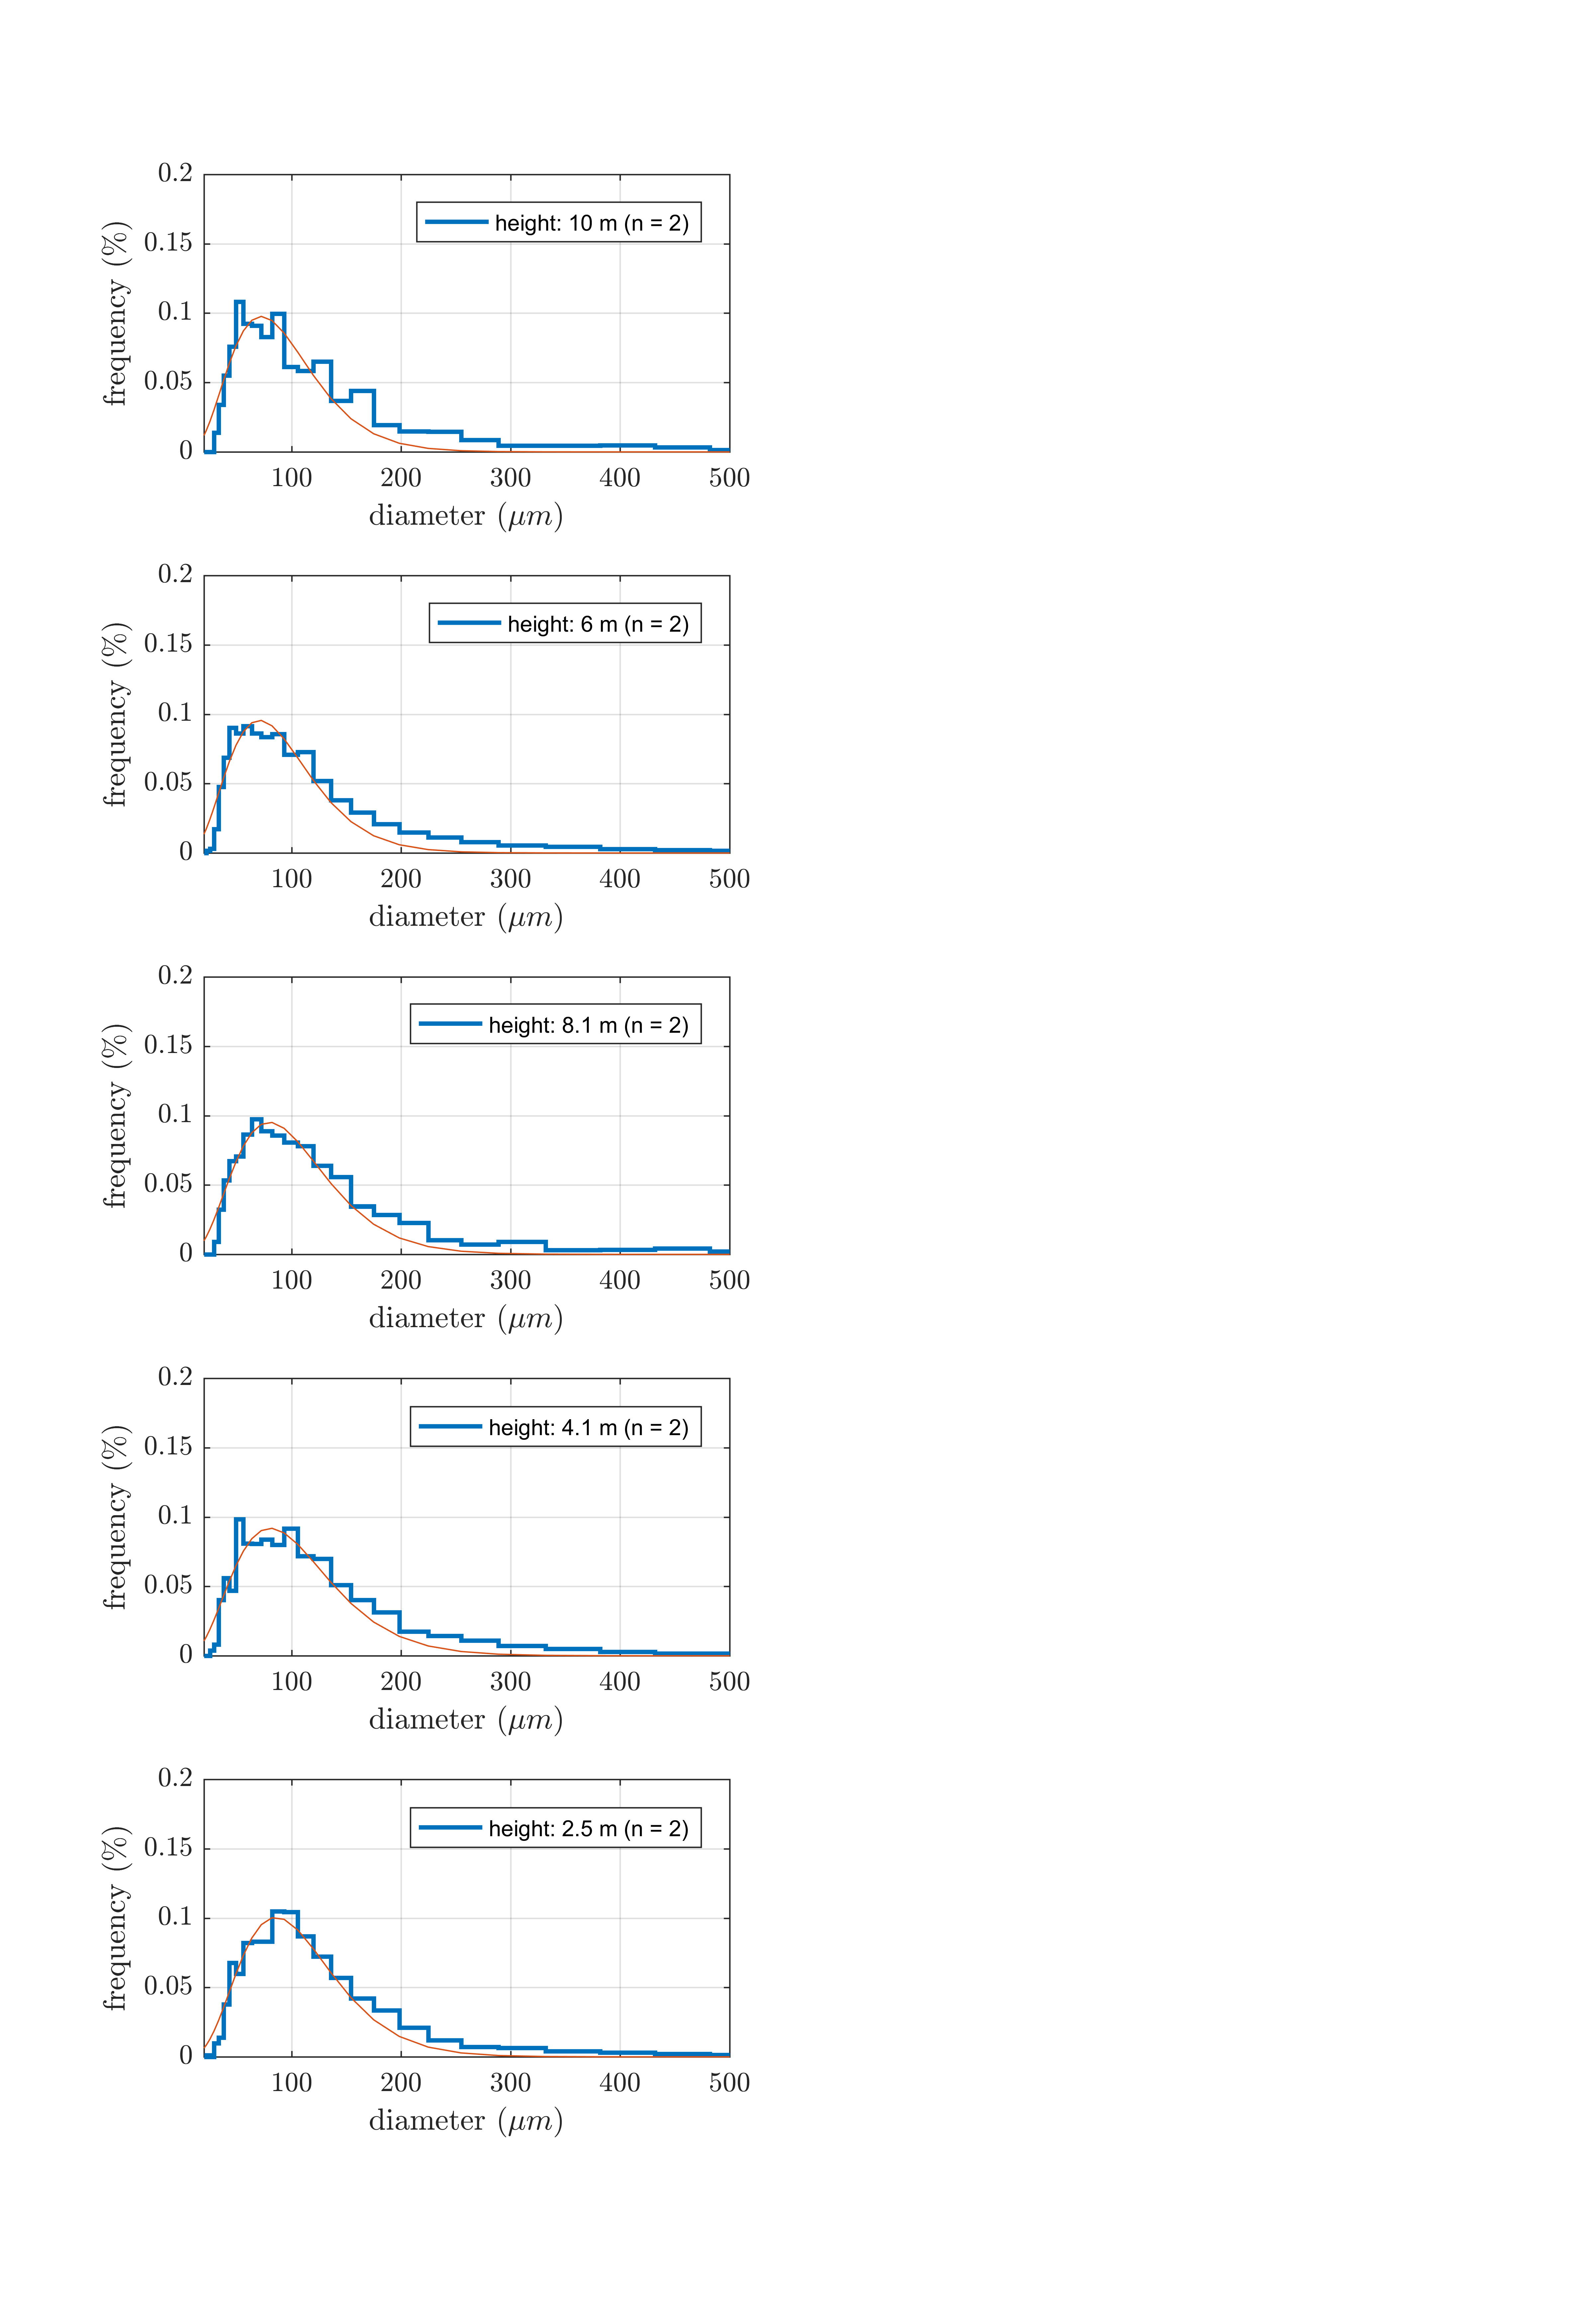 0.2
height: 10 m (n = 2)
0.15
0.1
0.05
0
frequency (%)
100 200 300 400 500
diameter (μm)
0.2
height: 6 m (n = 2)
0.15
0.1
0.05
0
frequency (%)
100 200 300 400 500
diameter (μm)
0.2
height: 8.1 m (n = 2)
0.15
0.1
0.05
0
frequency (%)
100 200 300 400 500
diameter (μm)
0.2
height: 4.1 m (n = 2)
0.15
0.1
0.05
0
frequency (%)
100 200 300 400 500
diameter (μm)
0.2
height: 2.5 m (n = 2)
0.15
0.1
0.05
0
frequency (%)
100 200 300 400 500
diameter (μm)